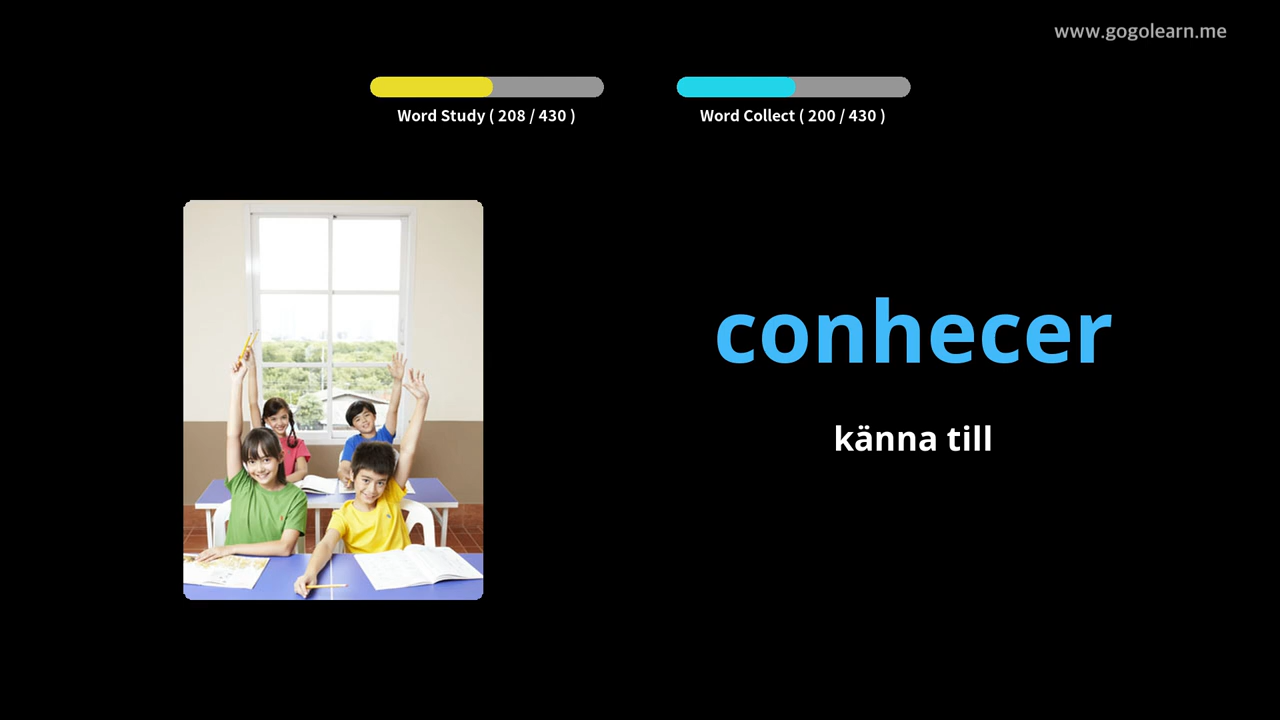 www.gogolearn.me
Word Study ( 208 / 430 )
Word Collect ( 200 / 430 )
conhecer
känna till